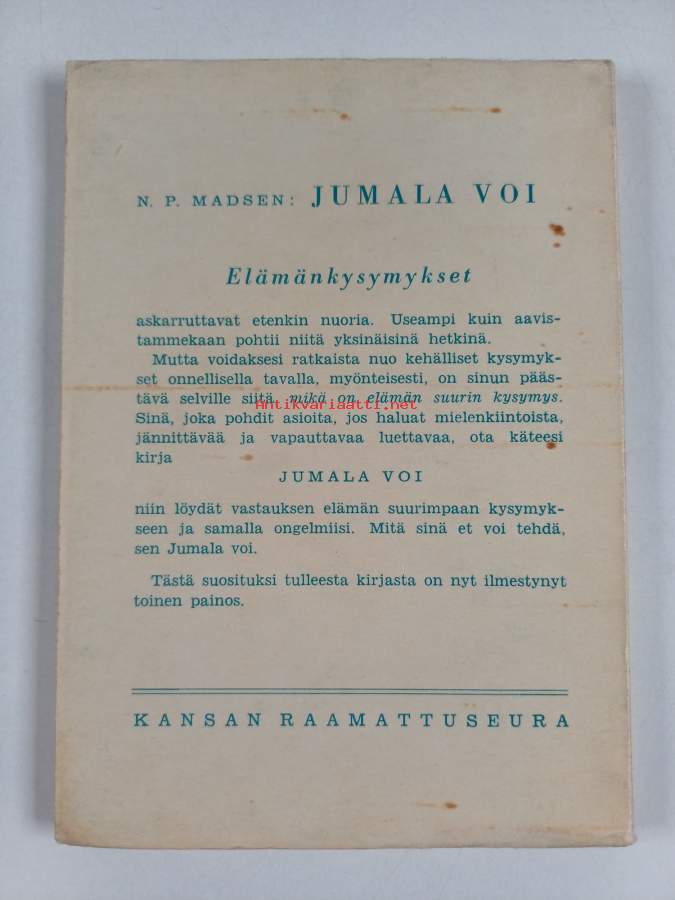 N. P. MADSEN: JUMALA VOI
Elämänkysymykset
askarruttavat etenkin nuoria. Useampi kuin aavis-
tammekaan pohtii niitä yksinäisinä hetkinä.
Mutta voidaksesi ratkaista nuo kehälliset kysymyk-
set onnellisella tavalla, myönteisesti, on sinun pääs-
tävä selville siitä, mikä on elämän suurin kysymys.
Antikvariaatti.net
Sinä, joka pohdit asioita, jos haluat mielenkiintoista,
jännittävää ja vapauttavaa luettavaa, ota käteesi
kirja
JUMALA VOI
niin löydät vastauksen elämän suurimpaan kysymyk-
seen ja samalla ongelmiisi. Mitä sinä et voi tehdä,
sen Jumala voi.
Tästä suosituksi tulleesta kirjasta on nyt ilmestynyt
toinen painos.
KANSAN RAAMATTUSEURA